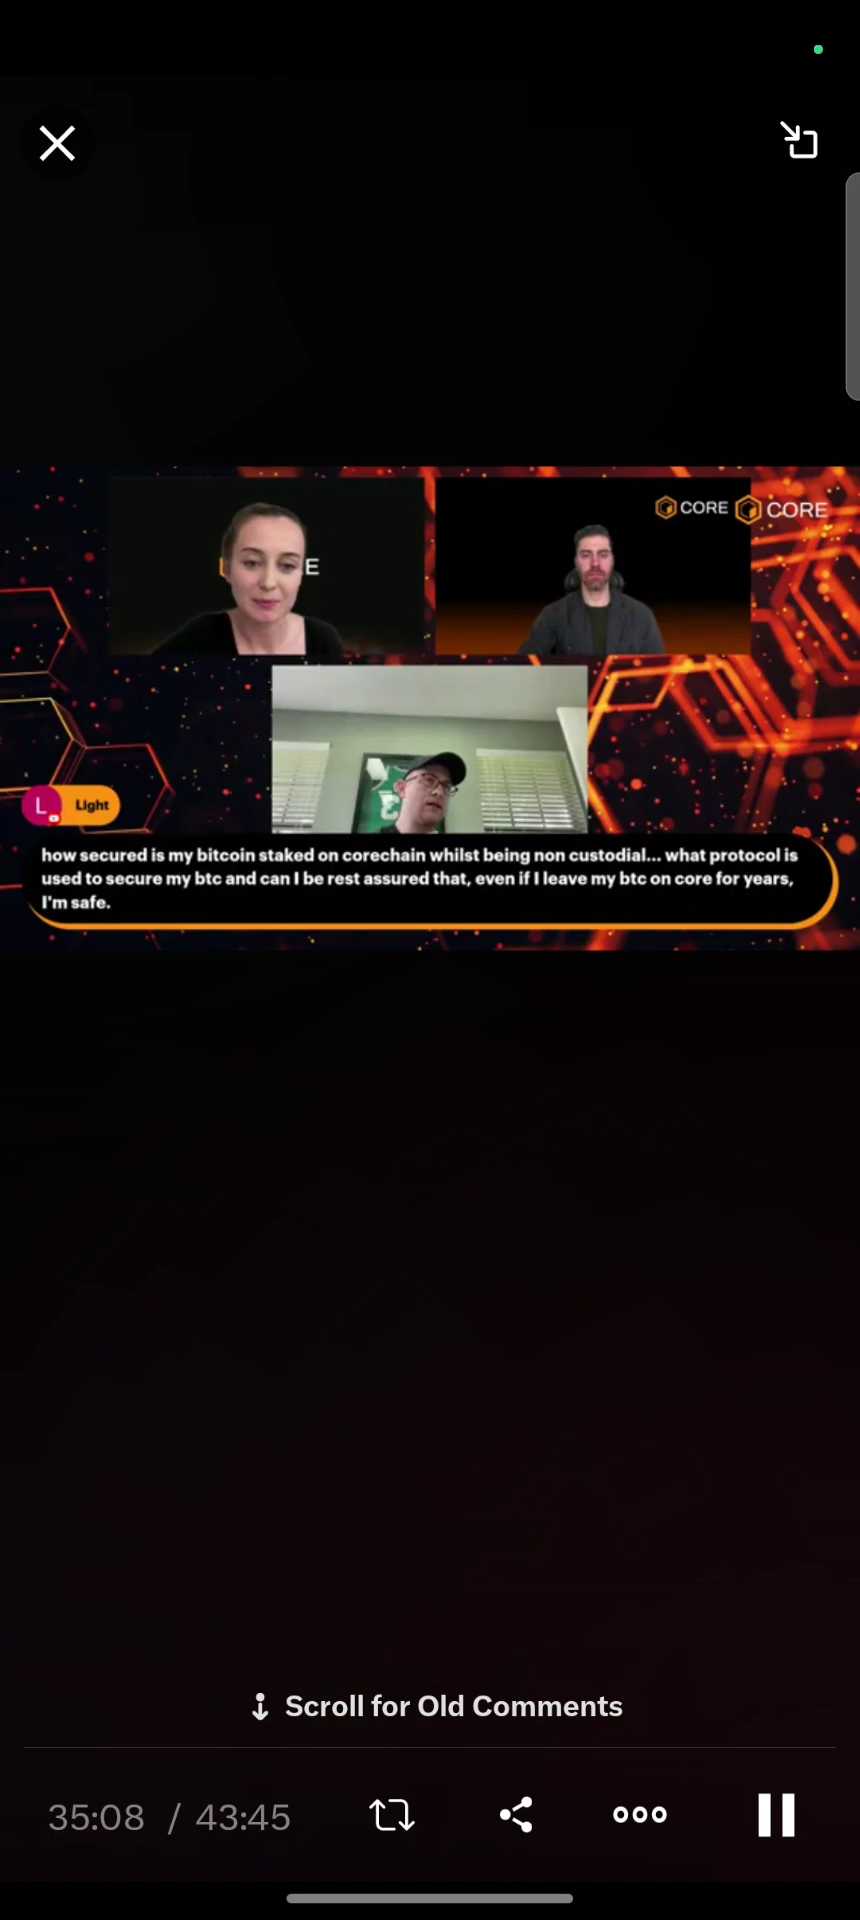 CORE
CORE
E
L
Light
how secured is my bitcoin staked on corechain whilst being non custodial... what protocol is
used to secure my btc and can I be rest assured that, even if I leave my btc on core for years,
I'm safe.
Scroll for Old Comments
35:08 / 43:45